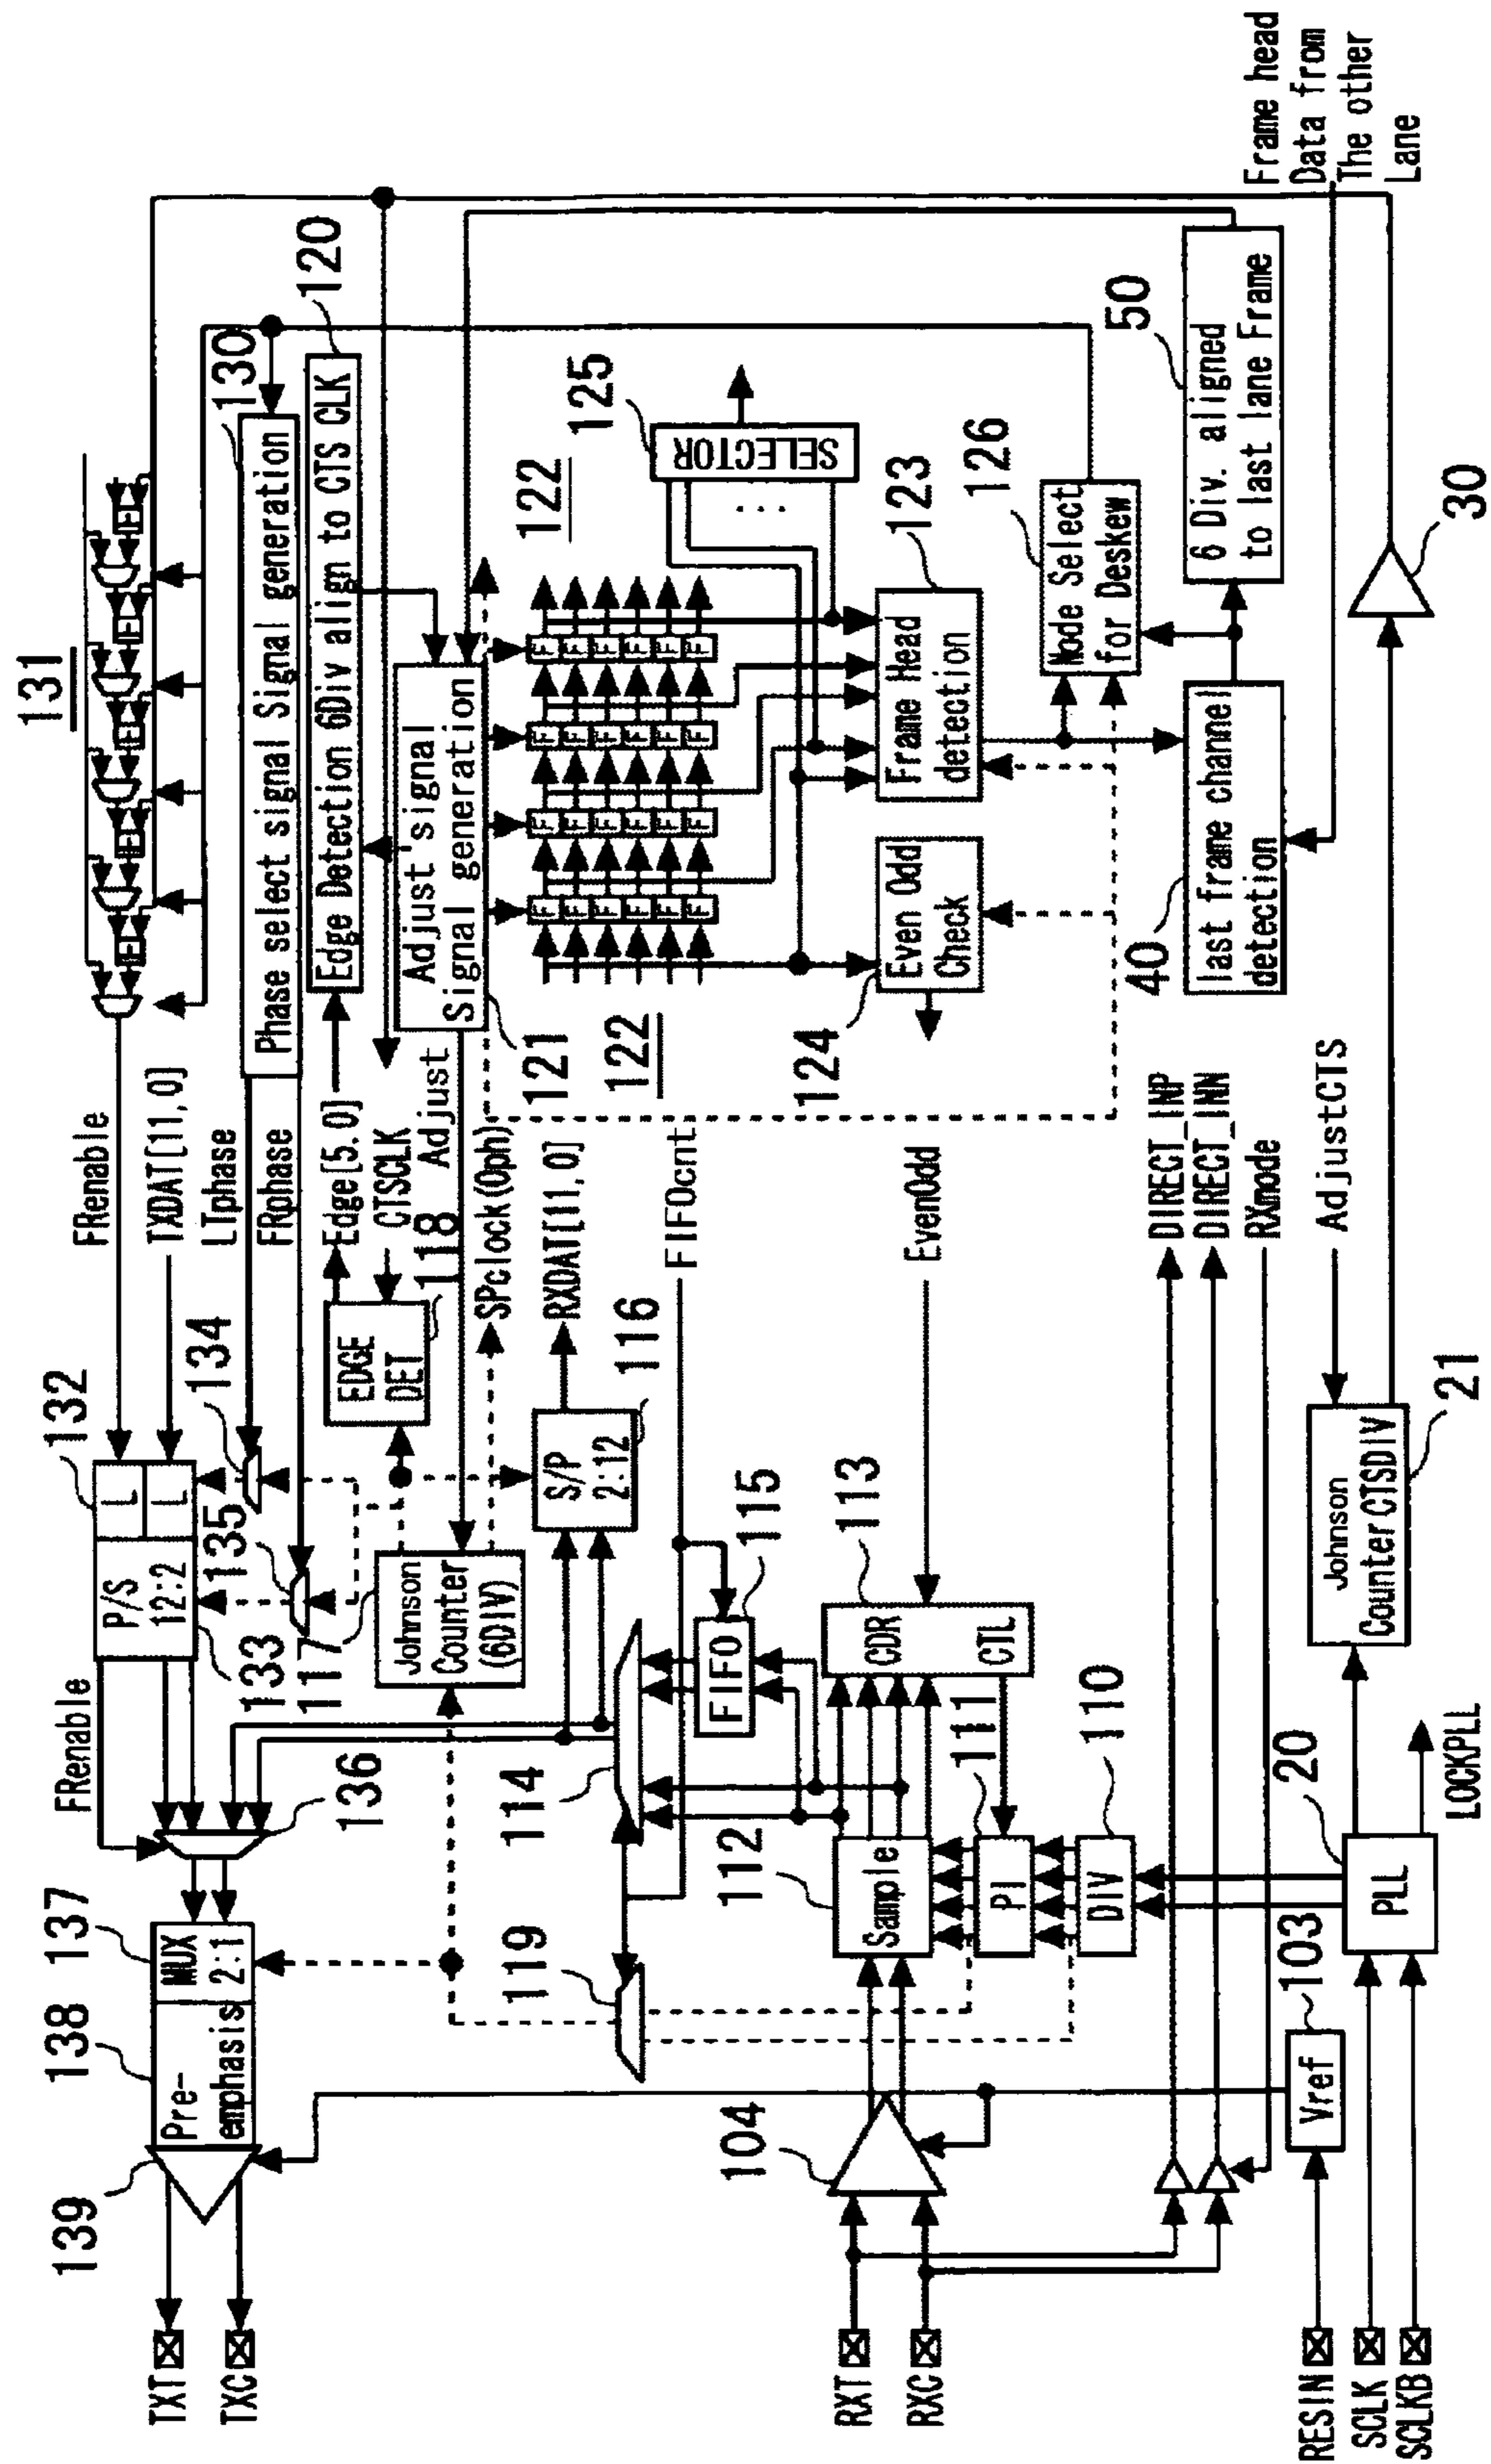 TXT
TXC
139
138
137
Pre-
emphasis
MUX
2:1
136
FRenable
133
132
P/S
12:2
L
L
135
134
FRenable
TXDAT[11,0]
LTphase
FRphase
131
F
F
F
F
F
130
Phase select signal Signal generation
120
Edge Detection 6Div align to CTS CLK
Edge[5.0]
CTSCLK
118
EDGE
DET
117
Johnson
Counter
(6DIV)
Adjust
SPclock(0ph)
RXDAT[11,0]
116
S/P
2:12
121
Adjust'signal
Signal generation
122
122
F F F F
F F F F
F F F F
F F F F
F F F F
F F F F
125
SELECTOR
...
119
114
FIFOcnt
115
FIFO
113
CDR
CTL
EvenOdd
124
Even Odd
Check
123
Frame Head
detection
126
Node Select
for Deskew
RXT
RXC
104
112
Sample
111
PI
110
DIV
DIRECT_INP
DIRECT_INN
RXmode
40
last frame channel
detection
50
6 Div. aligned
to last lane Frame
Frame head
Data from
The other
Lane
RESIN
SCLK
SCLKB
103
Vref
20
PLL
LOCKPLL
21
Johnson
CounterCTSDIV
AdjustCTS
30